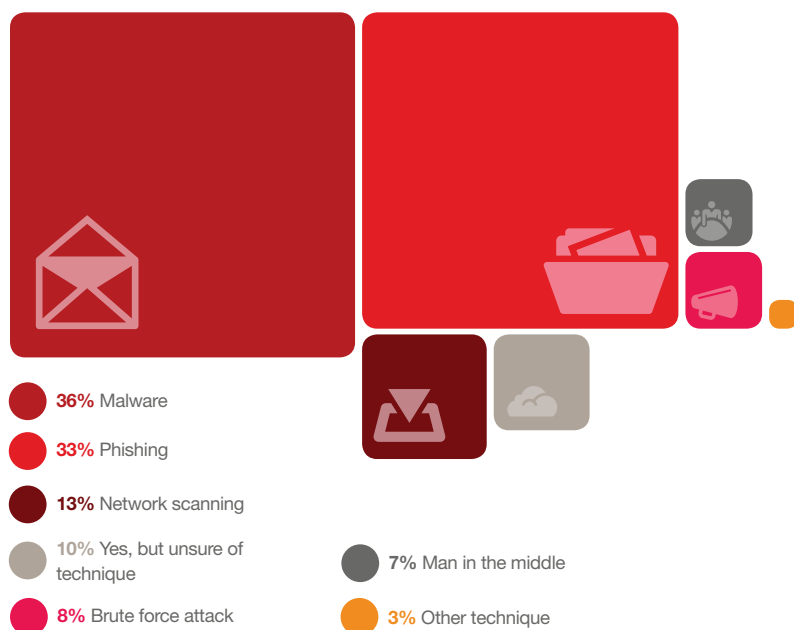 36% Malware
33% Phishing
13% Network scanning
10% Yes, but unsure of
technique
8% Brute force attack
7% Man in the middle
3% Other technique